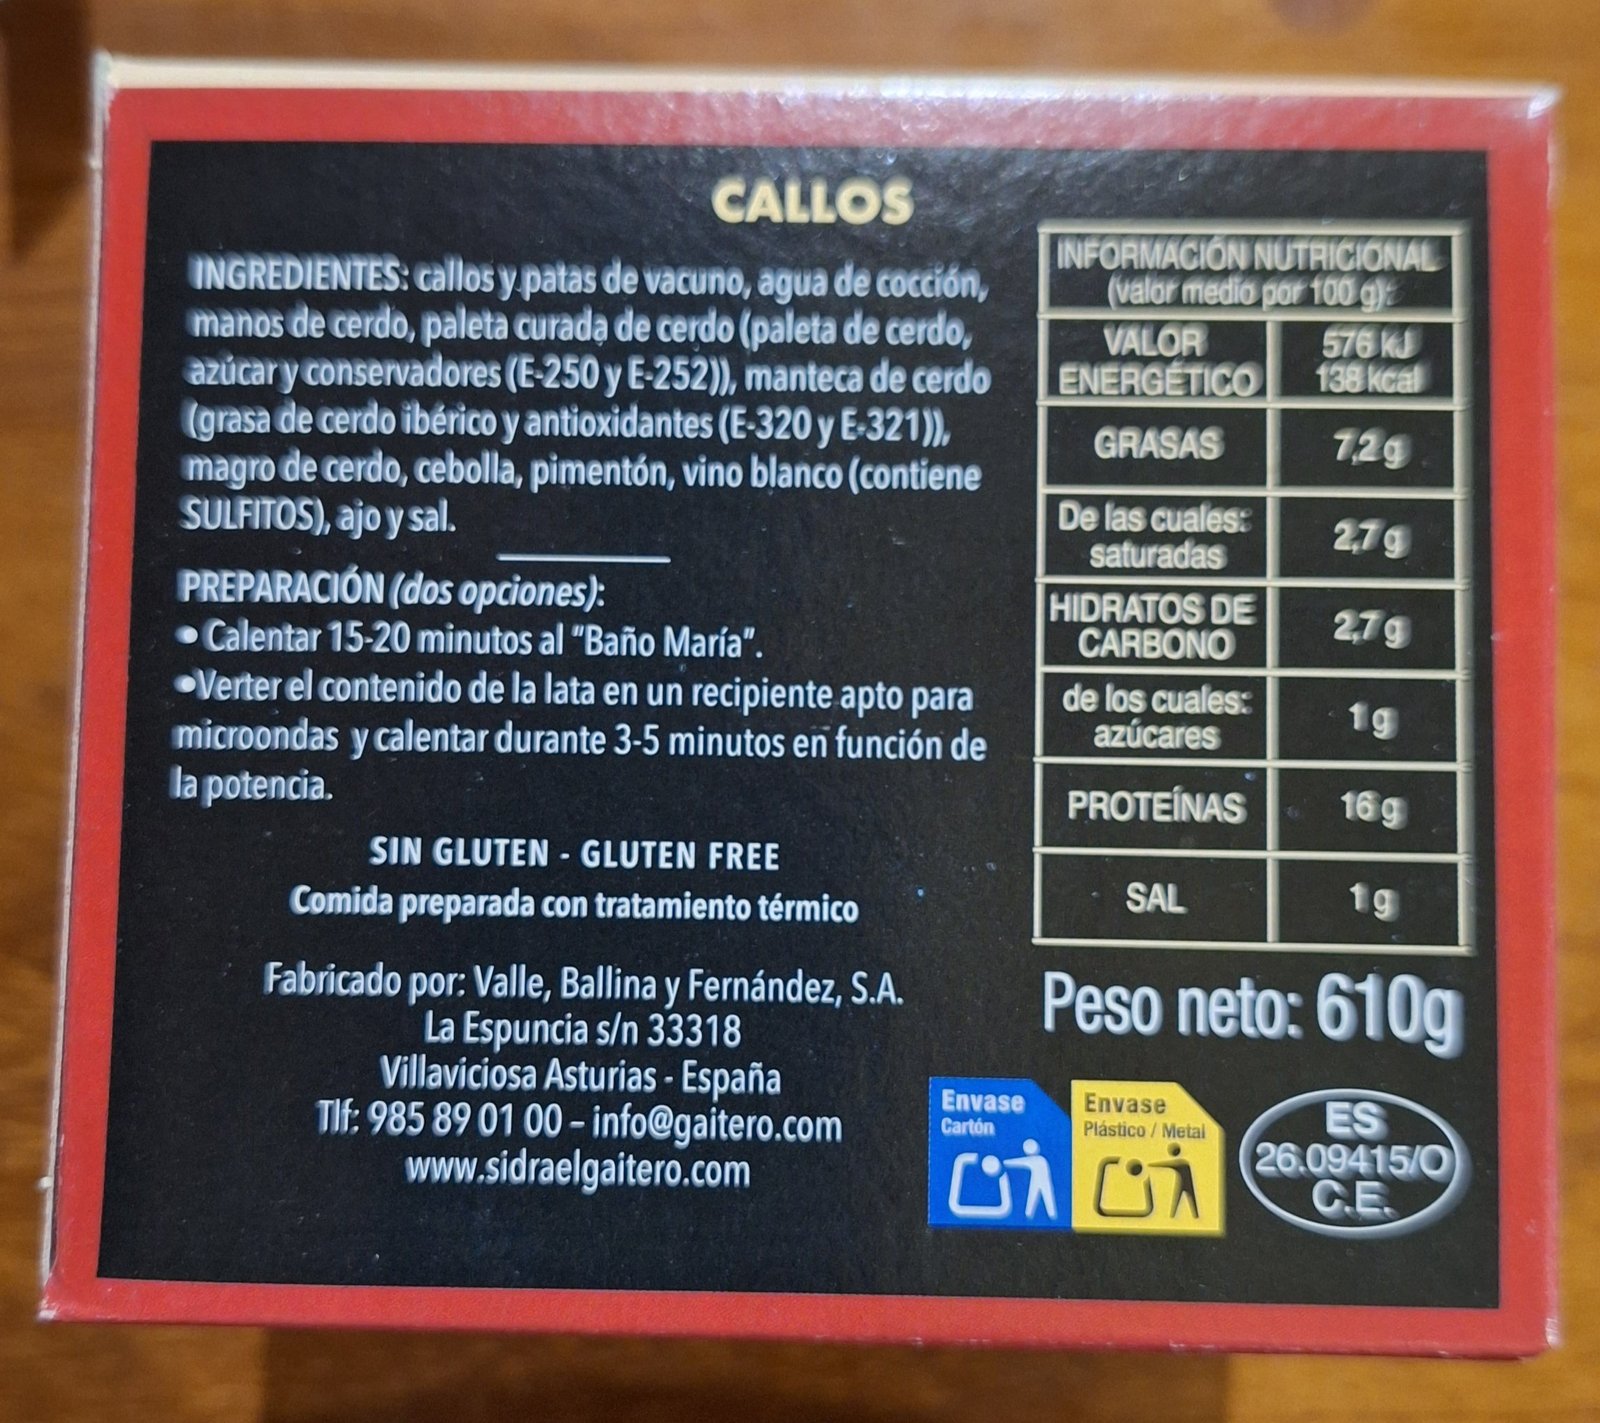 CALLOS
INGREDIENTES: callos y patas de vacuno, agua de cocción,
manos de cerdo, paleta curada de cerdo (paleta de cerdo,
azúcar y conservadores (E-250 y E-252)), manteca de cerdo
(grasa de cerdo ibérico y antioxidantes (E-320 y E-321)),
magro de cerdo, cebolla, pimentón, vino blanco (contiene
SULFITOS), ajo y sal.
PREPARACIÓN (dos opciones):
• Calentar 15-20 minutos al "Baño María".
•Verter el contenido de la lata en un recipiente apto para
microondas y calentar durante 3-5 minutos en función de
la potencia.
SIN GLUTEN - GLUTEN FREE
Comida preparada con tratamiento térmico
Fabricado por: Valle, Ballina y Fernández, S.A.
La Espuncia s/n 33318
Villaviciosa Asturias - España
Tlf: 985 89 01 00 – info@gaitero.com
www.sidraelgaitero.com
INFORMACIÓN NUTRICIONAL
(valor medio por 100 g):
VALOR 576 kJ
ENERGÉTICO 138 kcal
GRASAS 7,2 g
De las cuales:
saturadas 2,7 g
HIDRATOS DE
CARBONO 2,7 g
de los cuales:
azúcares 1 g
PROTEÍNAS 16 g
SAL 1 g
Peso neto: 610g
Envase
Cartón
Envase
Plástico / Metal
ES
26.09415/O
C.E.